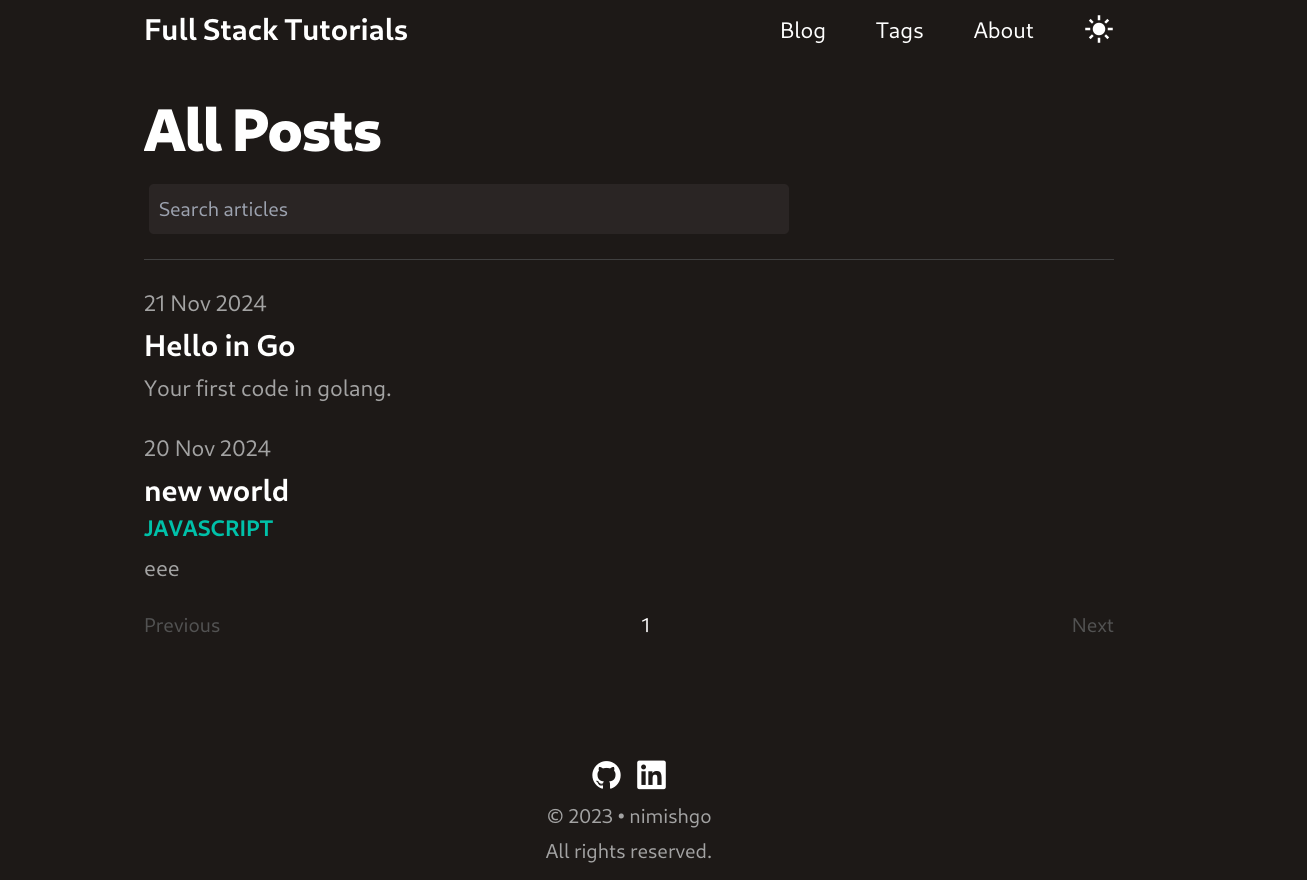 Full Stack Tutorials
Blog
Tags
About
All Posts
Search articles
21 Nov 2024
Hello in Go
Your first code in golang.
20 Nov 2024
new world
JAVASCRIPT
eee
Previous
1
Next
in
© 2023 • nimishgo
All rights reserved.